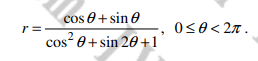 r = (cos θ + sin θ) / (cos² θ + sin 2θ + 1), 0 ≤ θ < 2π.